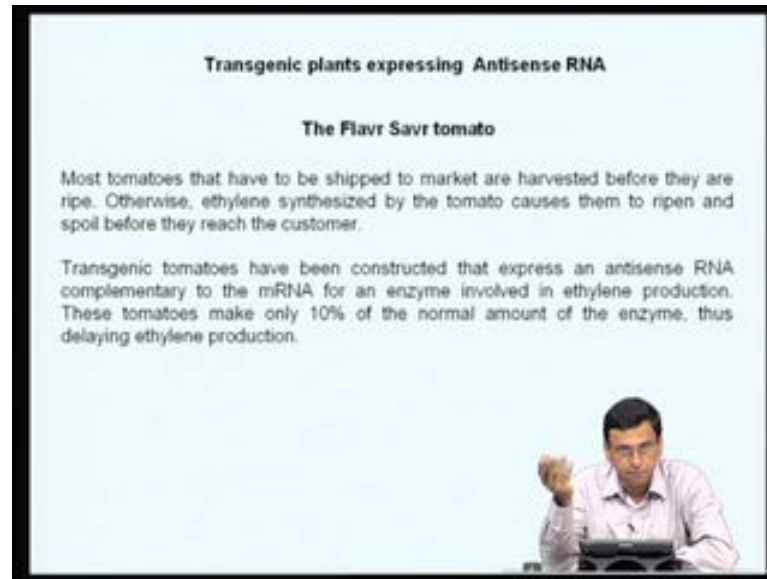 Transgenic plants expressing Antisense RNA
The Flavr Savr tomato
Most tomatoes that have to be shipped to market are harvested before they are
ripe. Otherwise, ethylene synthesized by the tomato causes them to ripen and
spoil before they reach the customer.
Transgenic tomatoes have been constructed that express an antisense RNA
complementary to the mRNA for an enzyme involved in ethylene production.
These tomatoes make only 10% of the normal amount of the enzyme, thus
delaying ethylene production.